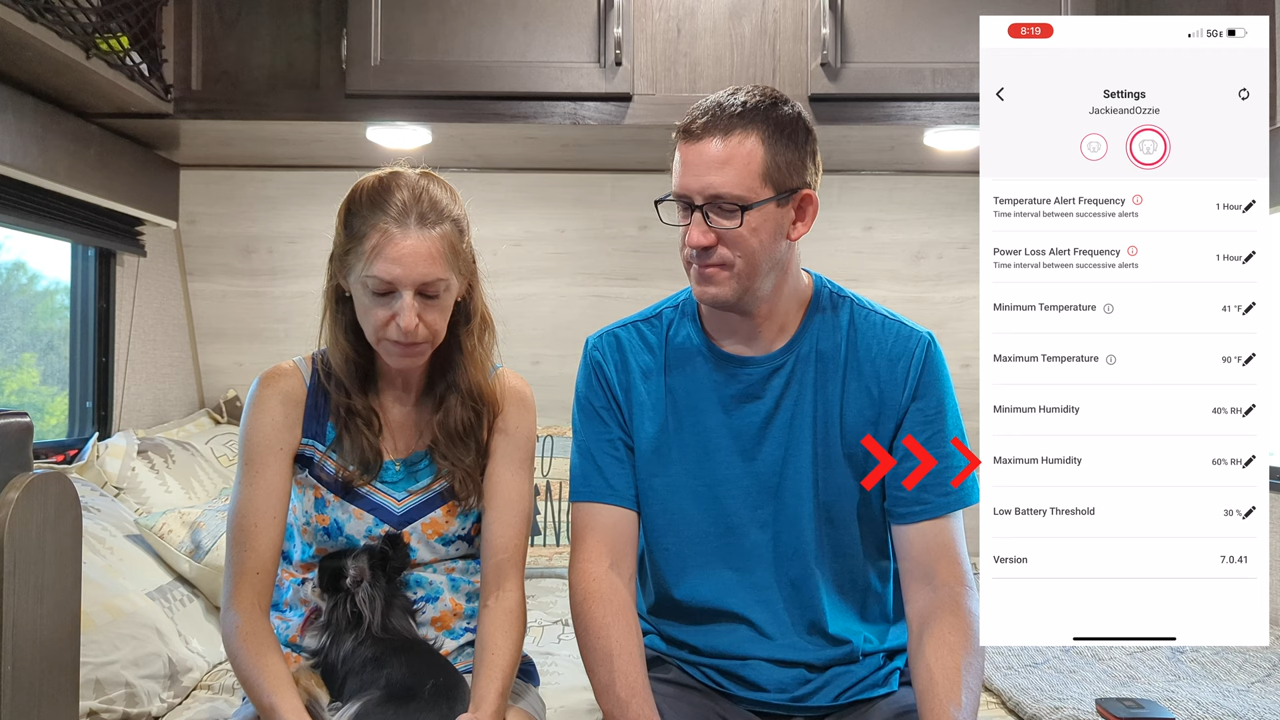 8:19
5GE
Settings
JackieandOzzie
Temperature Alert Frequency
1 Hour
Time interval between successive alerts
Power Loss Alert Frequency
1 Hour
Time interval between successive alerts
Minimum Temperature
41 °F
Maximum Temperature
90 °F
Minimum Humidity
40% RH
Maximum Humidity
60% RH
Low Battery Threshold
30 %
Version
7.0.41